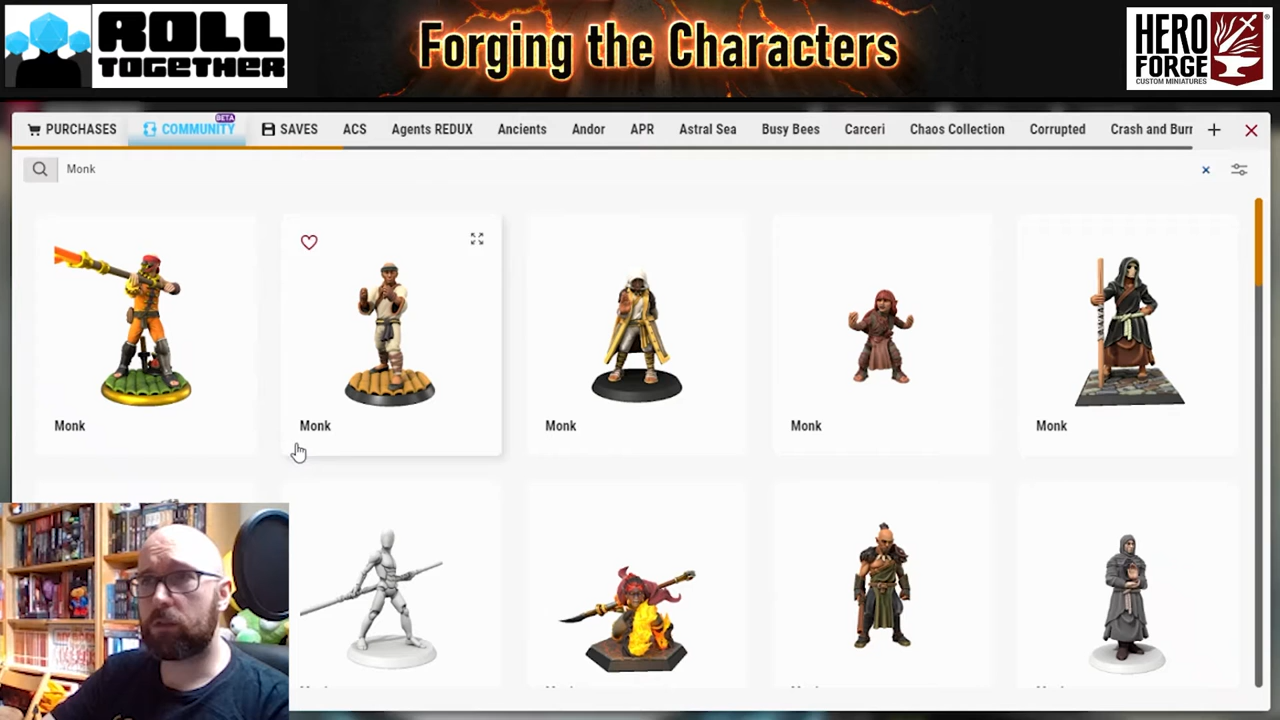 ROLL
TOGETHER
Forging the Characters
HERO
FORGE®
CUSTOM MINIATURES
PURCHASES
COMMUNITY
BETA
SAVES
ACS
Agents REDUX
Ancients
Andor
APR
Astral Sea
Busy Bees
Carceri
Chaos Collection
Corrupted
Crash and Burr
Monk
Monk
Monk
Monk
Monk
Monk